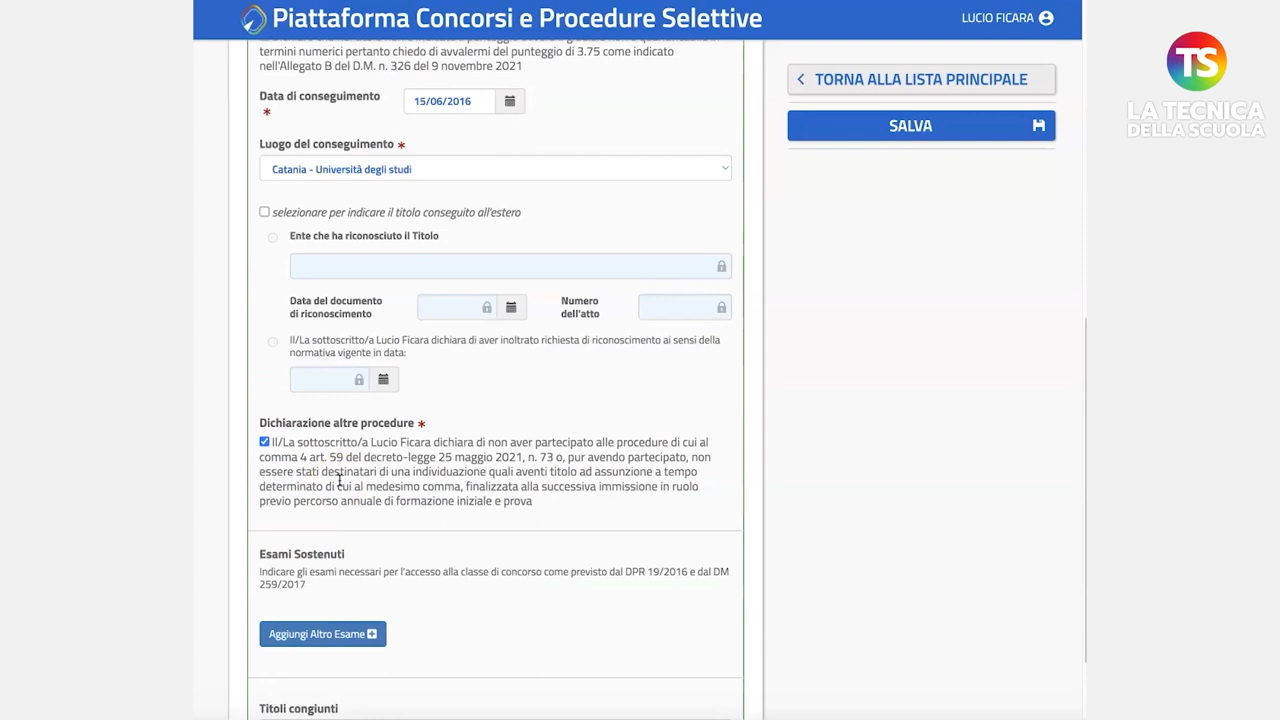 Piattaforma Concorsi e Procedure Selettive
LUCIO FICARA
TS
LA TECNICA
DELLA SCUOLA
termini numerici pertanto chiedo di avvalermi del punteggio di 3.75 come indicato
nell'Allegato B del D.M. n. 326 del 9 novembre 2021
TORNA ALLA LISTA PRINCIPALE
SALVA
Data di conseguimento
*
15/06/2016
Luogo del conseguimento *
Catania - Università degli studi
selezionare per indicare il titolo conseguito all'estero
Ente che ha riconosciuto il Titolo
Data del documento
di riconoscimento
Numero
dell'atto
Il/La sottoscritto/a Lucio Ficara dichiara di aver inoltrato richiesta di riconoscimento ai sensi della
normativa vigente in data:
Dichiarazione altre procedure *
Il/La sottoscritto/a Lucio Ficara dichiara di non aver partecipato alle procedure di cui al
comma 4 art. 59 del decreto-legge 25 maggio 2021, n. 73 o, pur avendo partecipato, non
essere stati destinatari di una individuazione quali aventi titolo ad assunzione a tempo
determinato di cui al medesimo comma, finalizzata alla successiva immissione in ruolo
previo percorso annuale di formazione iniziale e prova
Esami Sostenuti
Indicare gli esami necessari per l'accesso alla classe di concorso come previsto dal DPR 19/2016 e dal DM
259/2017
Aggiungi Altro Esame
Titoli congiunti